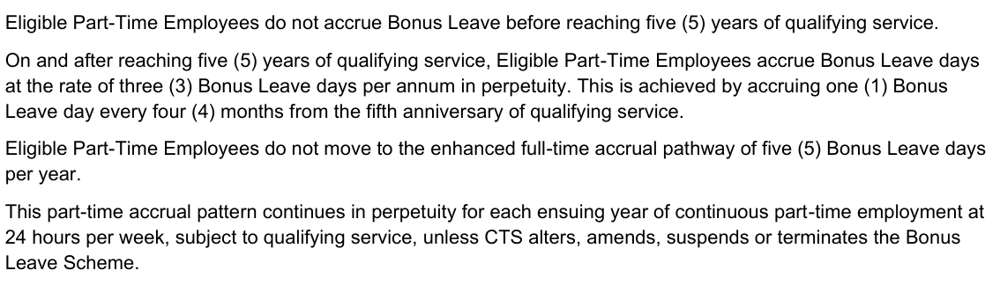 Eligible Part-Time Employees do not accrue Bonus Leave before reaching five (5) years of qualifying service.
On and after reaching five (5) years of qualifying service, Eligible Part-Time Employees accrue Bonus Leave days
at the rate of three (3) Bonus Leave days per annum in perpetuity. This is achieved by accruing one (1) Bonus
Leave day every four (4) months from the fifth anniversary of qualifying service.
Eligible Part-Time Employees do not move to the enhanced full-time accrual pathway of five (5) Bonus Leave days
per year.
This part-time accrual pattern continues in perpetuity for each ensuing year of continuous part-time employment at
24 hours per week, subject to qualifying service, unless CTS alters, amends, suspends or terminates the Bonus
Leave Scheme.